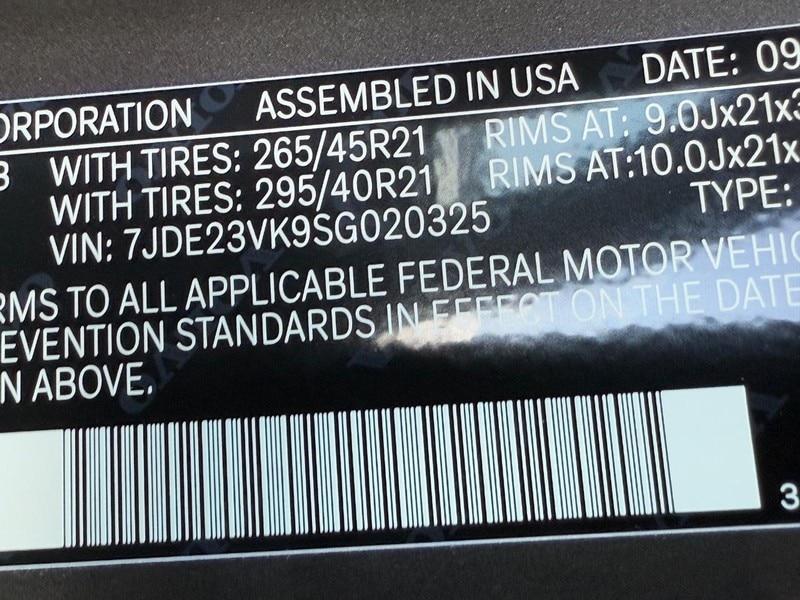 ORPORATION ASSEMBLED IN USA DATE: 09
B WITH TIRES: 265/45R21 RIMS AT: 9.0Jx21x3
WITH TIRES: 295/40R21 RIMS AT:10.0Jx21x
VIN: 7JDE23VK9SG020325 TYPE:
RMS TO ALL APPLICABLE FEDERAL MOTOR VEHIC
EVENTION STANDARDS IN EFFECT ON THE DATE
N ABOVE.
3